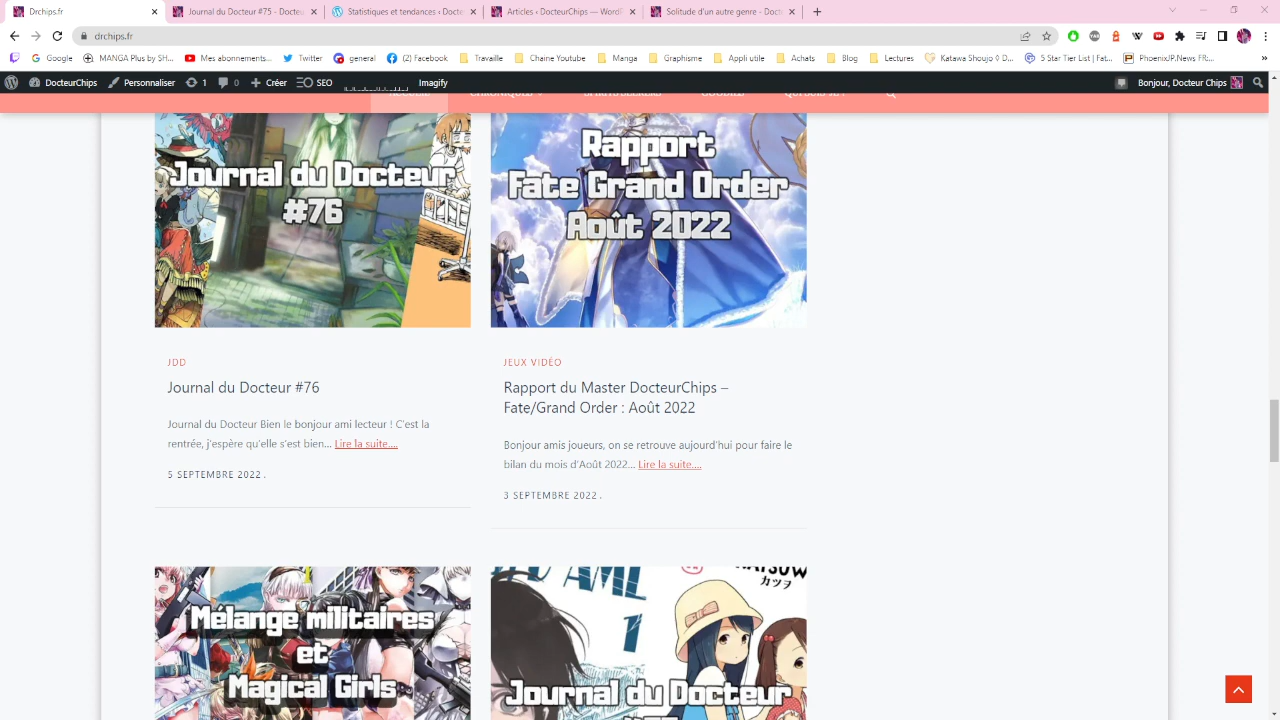 Drchips.fr
Journal du Docteur #75 - Docteu
Statistiques et tendances ‹ Docte
Articles ‹ DocteurChips — WordP
Solitude d'un autre genre - Doct
drchips.fr
Google
MANGA Plus by SH...
Mes abonnements...
Twitter
general
(2) Facebook
Travaille
Chaine Youtube
Manga
Graphisme
Appli utile
Achats
Blog
Lectures
Katawa Shoujo ◊ D...
5 Star Tier List | Fat...
PhoenixJP.News FR...
»
DocteurChips
Personnaliser
1
0
Créer
SEO
Imagify
Bonjour, Docteur Chips
Journal du Docteur
#76
Rapport
Fate Grand Order
Août 2022
JDD
Journal du Docteur #76
Journal du Docteur Bien le bonjour ami lecteur ! C'est la
rentrée, j'espère qu'elle s'est bien... Lire la suite....
5 SEPTEMBRE 2022 .
JEUX VIDÉO
Rapport du Master DocteurChips –
Fate/Grand Order : Août 2022
Bonjour amis joueurs, on se retrouve aujourd'hui pour faire le
bilan du mois d'Août 2022... Lire la suite....
3 SEPTEMBRE 2022 .
Mélange militaires
et
Magical Girls
1
カツヲ
Journal du Docteur